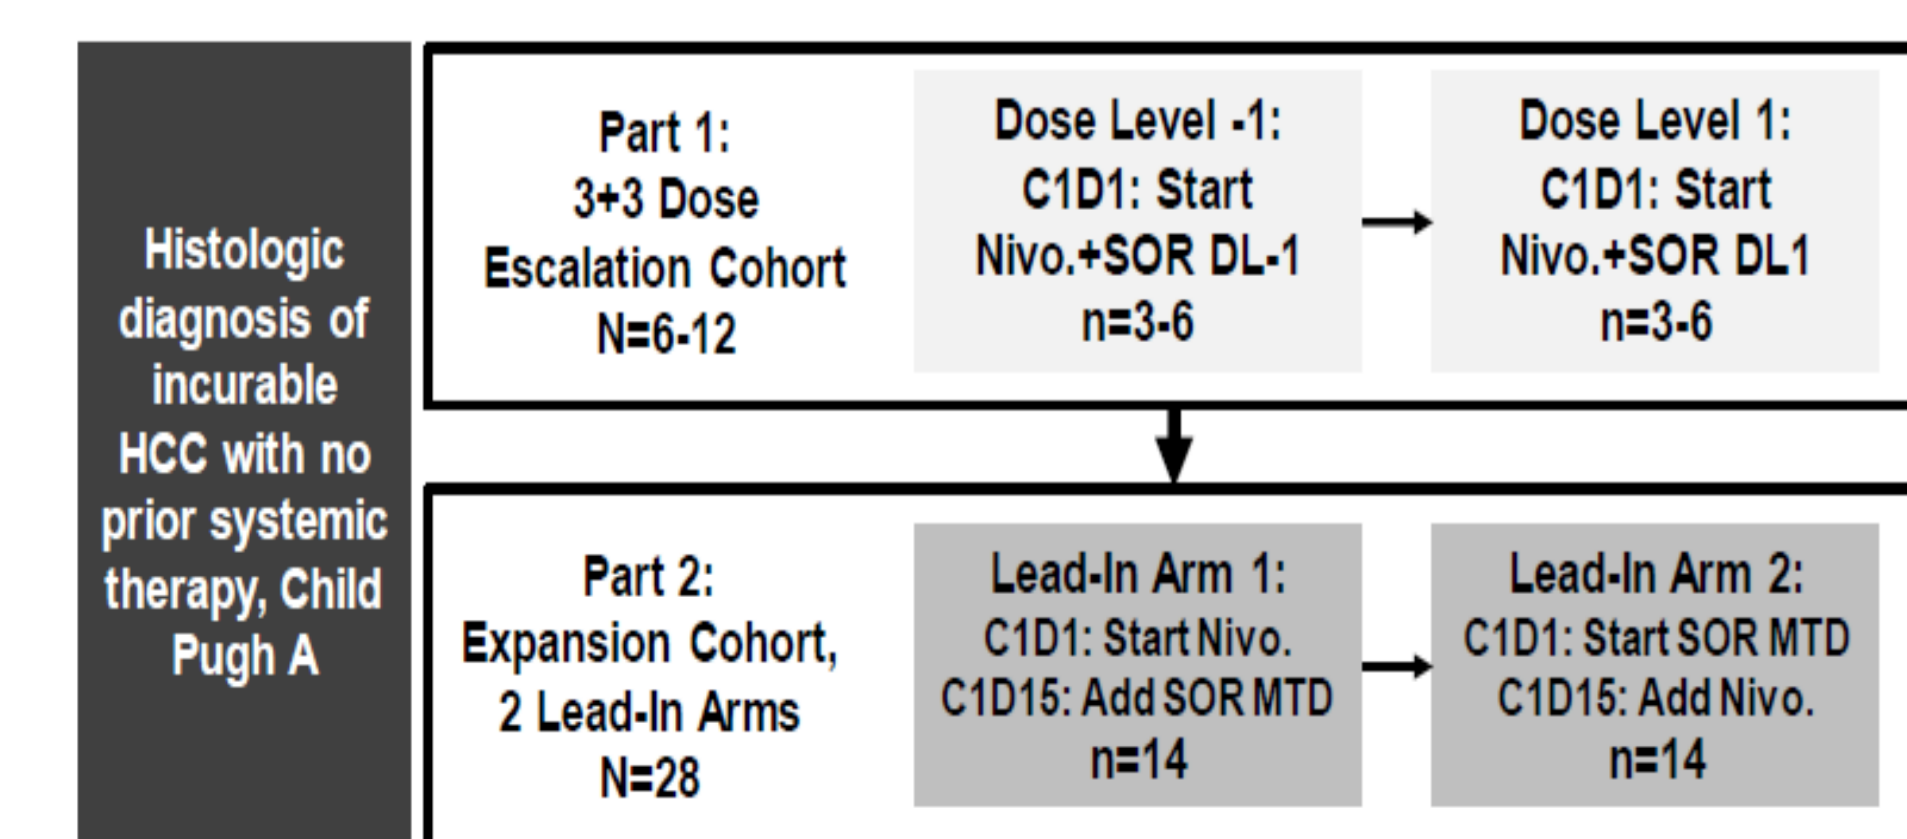 Histologic
diagnosis of
incurable
HCC with no
prior systemic
therapy, Child
Pugh A
Part 1:
3+3 Dose
Escalation Cohort
N=6-12
Dose Level -1:
C1D1: Start
Nivo.+SOR DL-1
n=3-6
Dose Level 1:
C1D1: Start
Nivo.+SOR DL1
n=3-6
Part 2:
Expansion Cohort,
2 Lead-In Arms
N=28
Lead-In Arm 1:
C1D1: Start Nivo.
C1D15: Add SOR MTD
n=14
Lead-In Arm 2:
C1D1: Start SOR MTD
C1D15: Add Nivo.
n=14